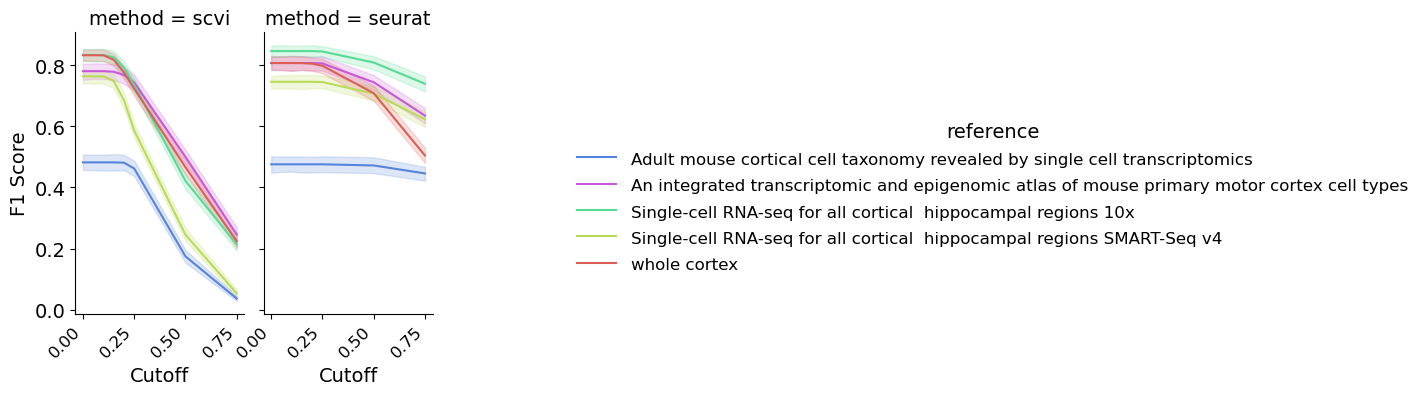 method = scvi
method = seurat
F1 Score
0.8
0.6
0.4
0.2
0.0
0.00
0.25
0.50
0.75
0.00
0.25
0.50
0.75
Cutoff
Cutoff
reference
Adult mouse cortical cell taxonomy revealed by single cell transcriptomics
An integrated transcriptomic and epigenomic atlas of mouse primary motor cortex cell types
Single-cell RNA-seq for all cortical  hippocampal regions 10x
Single-cell RNA-seq for all cortical  hippocampal regions SMART-Seq v4
whole cortex